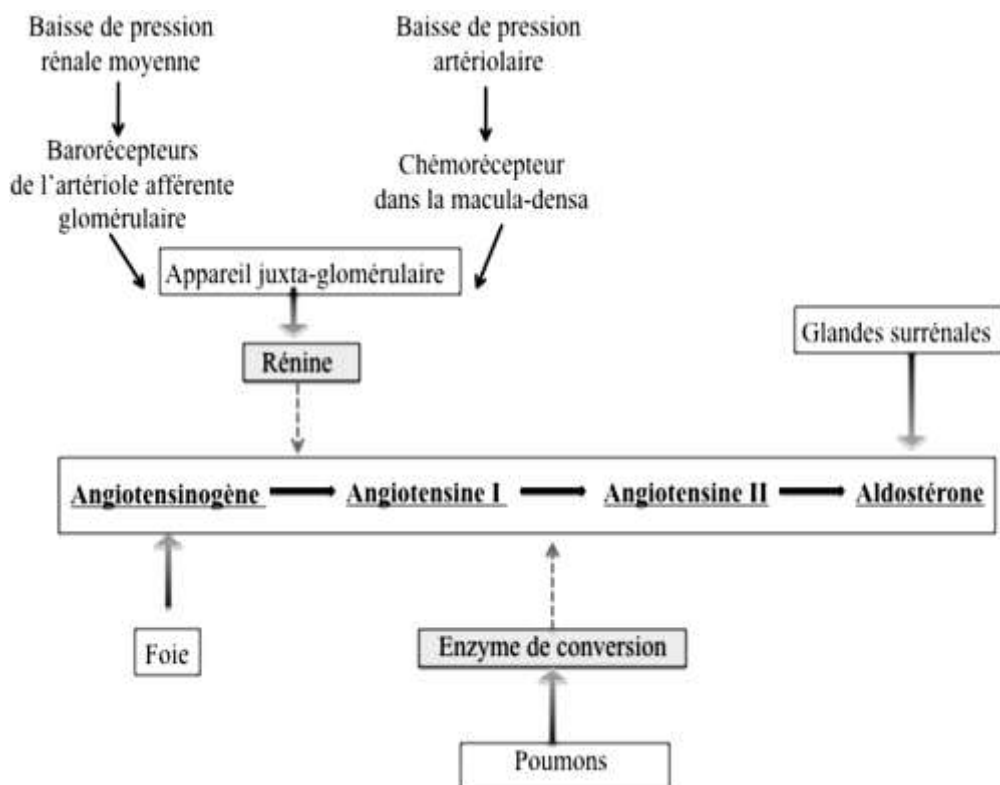 Baisse de pression
rénale moyenne
Baisse de pression
artériolaire
Barorécepteurs
de l'artériole afférente
glomérulaire
Chémorécepteur
dans la macula-densa
Appareil juxta-glomérulaire
Rénine
Glandes surrénales
Angiotensinogène
Angiotensine I
Angiotensine II
Aldostérone
Foie
Enzyme de conversion
Poumons